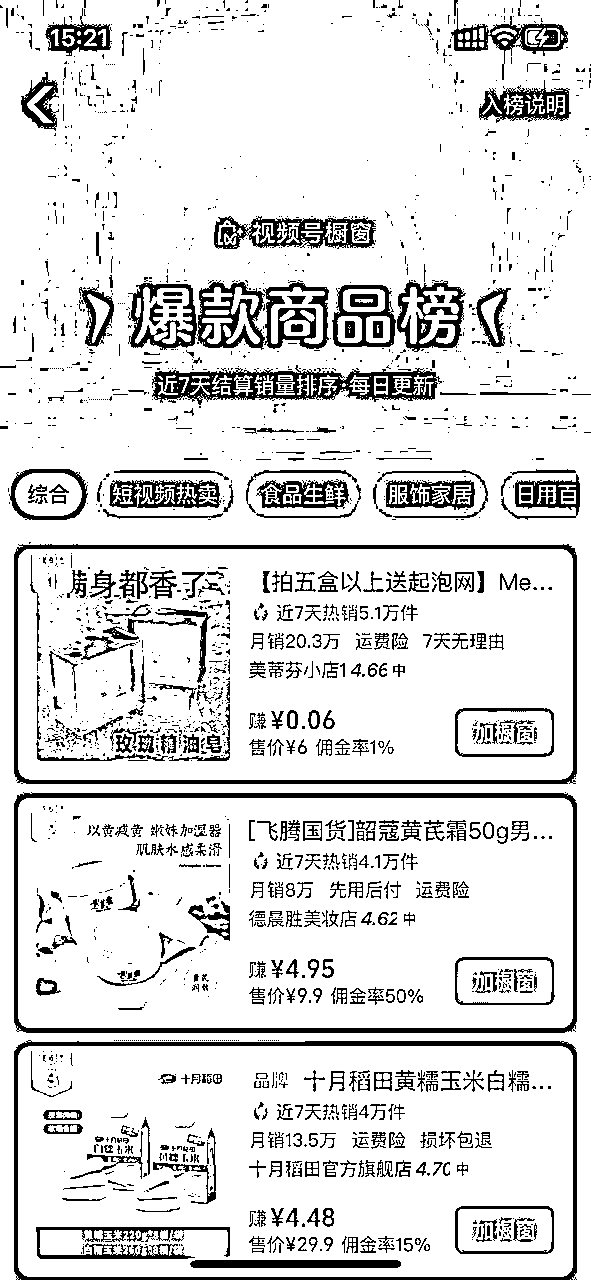 15:21
入榜说明
视频号橱窗
爆款商品榜
近7天结算销量排序 每日更新
综合 短视频热卖 食品生鲜 服饰家居 日用百
满身都香了
玫瑰精油皂
【拍五盒以上送起泡网】Me...
近7天热销5.1万件
月销20.3万 运费险 7天无理由
美蒂芬小店1 4.66 中
赚¥0.06
售价¥6 佣金率1%
加橱窗
以黄减黄 嫩妹加湿器
肌肤水感柔滑
[飞腾国货]韶蔻黄芪霜50g男...
近7天热销4.1万件
月销8万 先用后付 运费险
德晨胜美妆店 4.62 中
赚¥4.95
售价¥9.9 佣金率50%
加橱窗
十月稻田
品牌 十月稻田黄糯玉米白糯...
近7天热销4万件
月销13.5万 运费险 损坏包退
十月稻田官方旗舰店 4.70 中
赚¥4.48
售价¥29.9 佣金率15%
加橱窗